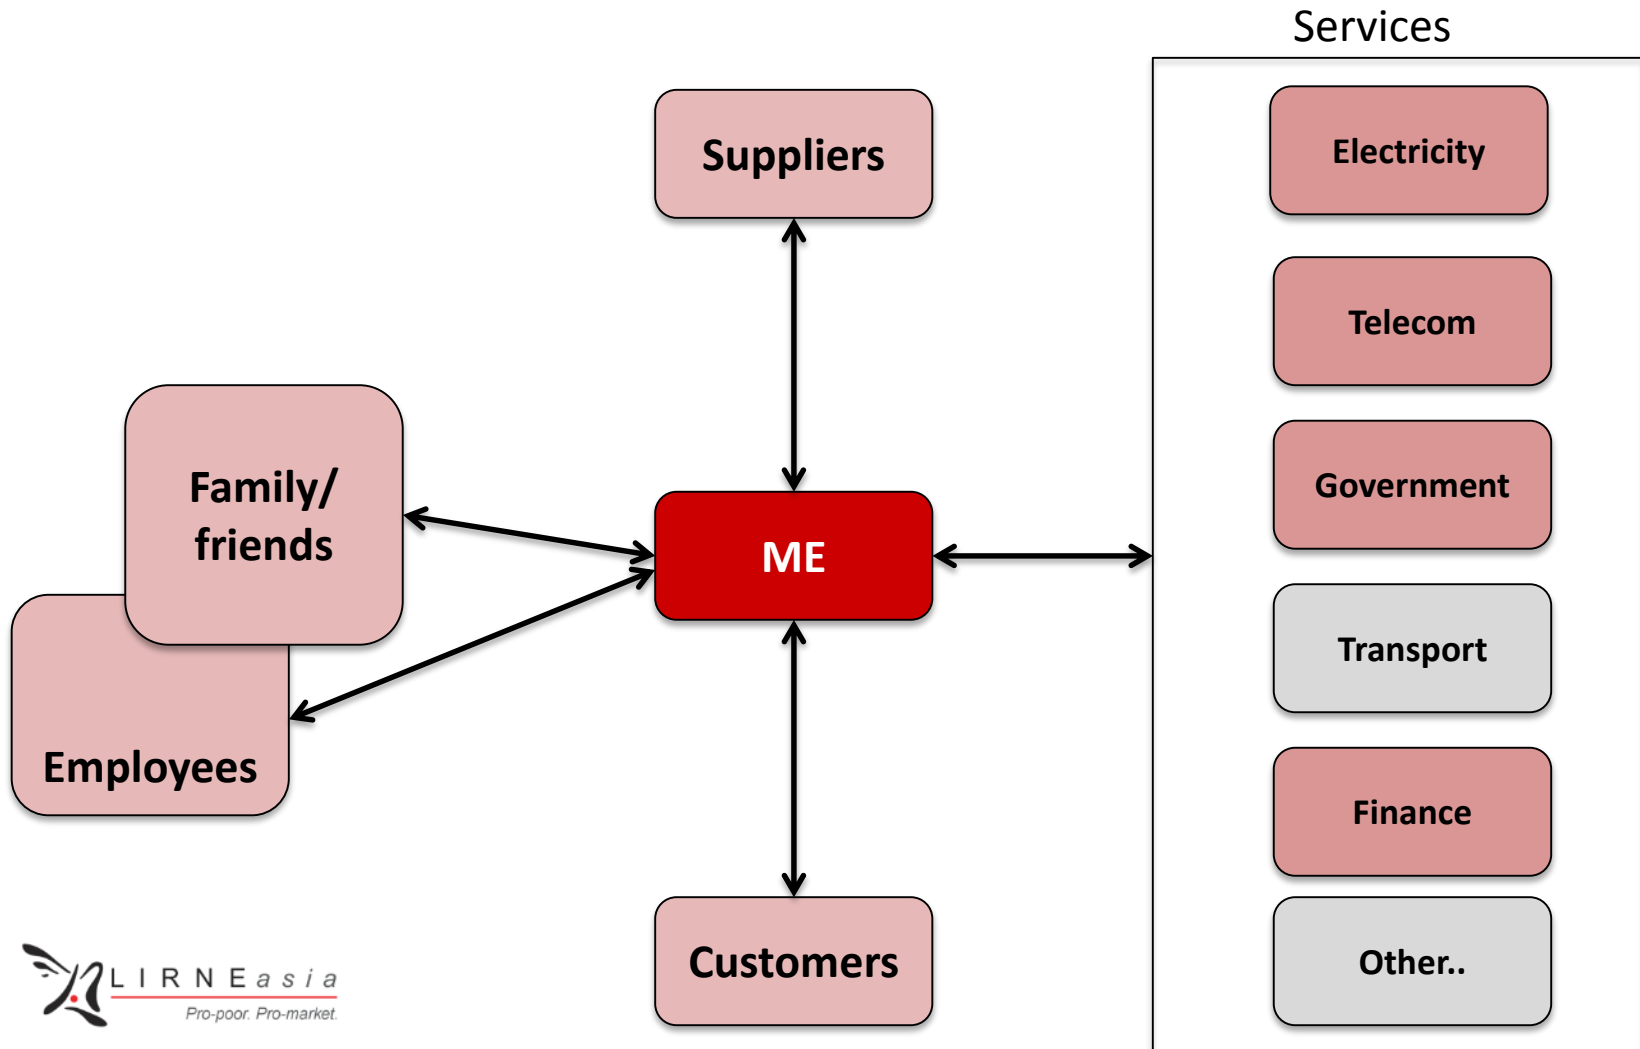 Services
Suppliers
Electricity
Telecom
Family/
friends
Government
ME
Transport
Employees
Finance
Customers
Other..
LIRNEasia
Pro-poor. Pro-market.